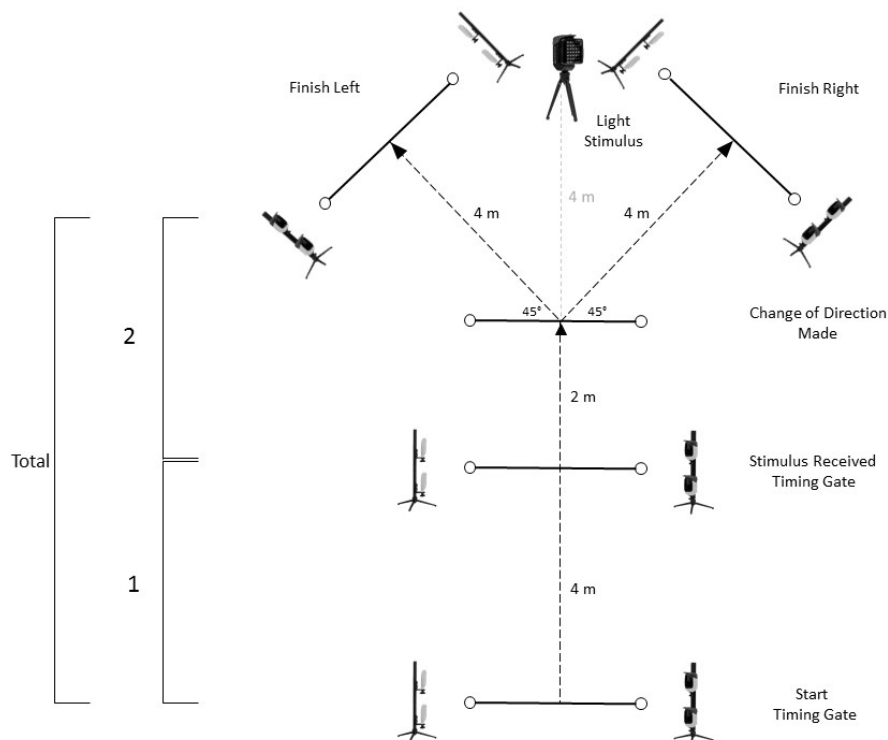 Finish Left
Finish Right
Light
Stimulus
4 m
4 m
4 m
45°
45°
Change of Direction
Made
2
2 m
Total
Stimulus Received
Timing Gate
1
4 m
Start
Timing Gate